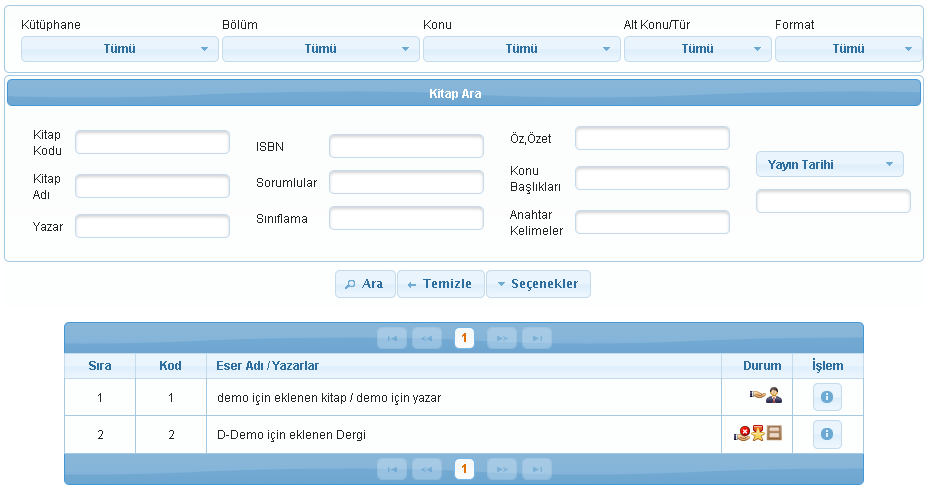 Kütüphane Bölüm Konu Alt Konu/Tür Format
Tümü Tümü Tümü Tümü Tümü
Kitap Ara
Kitap
Kodu
Kitap
Adı
Yazar
ISBN
Sorumlular
Sınıflama
Öz,Özet
Konu
Başlıkları
Anahtar
Kelimeler
Yayın Tarihi
Ara Temizle Seçenekler
1
Sıra Kod Eser Adı / Yazarlar Durum İşlem
1 1 demo için eklenen kitap / demo için yazar
2 2 D-Demo için eklenen Dergi
1